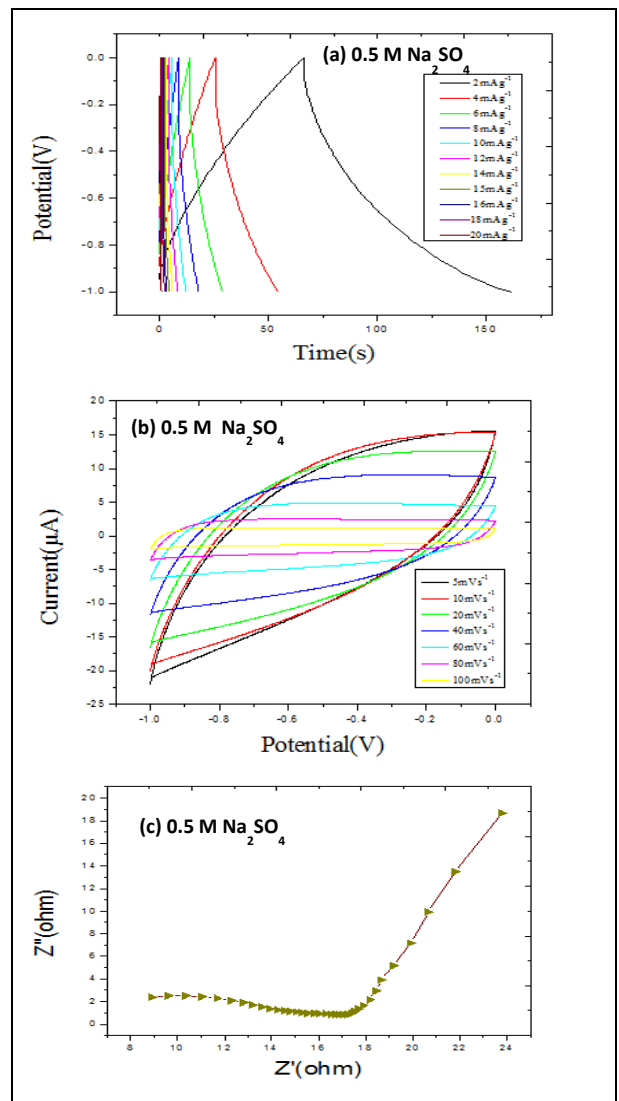 (a) 0.5 M Na₂SO₄
0.0
-0.2
-0.4
-0.6
-0.8
-1.0
Potential(V)
2mAg⁻¹
4mAg⁻¹
6mAg⁻¹
8mAg⁻¹
10mAg⁻¹
12mAg⁻¹
14mAg⁻¹
15mAg⁻¹
16mAg⁻¹
18mAg⁻¹
20mAg⁻¹
0 50 100 150
Time(s)
(b) 0.5 M Na₂SO₄
20
15
10
5
0
-5
-10
-15
-20
-25
Current(µA)
5mVs⁻¹
10mVs⁻¹
20mVs⁻¹
40mVs⁻¹
60mVs⁻¹
80mVs⁻¹
100mVs⁻¹
-1.0 -0.8 -0.6 -0.4 -0.2 0.0
Potential(V)
(c) 0.5 M Na₂SO₄
20
18
16
14
12
10
8
6
4
2
0
Z"(ohm)
8 10 12 14 16 18 20 22 24
Z'(ohm)